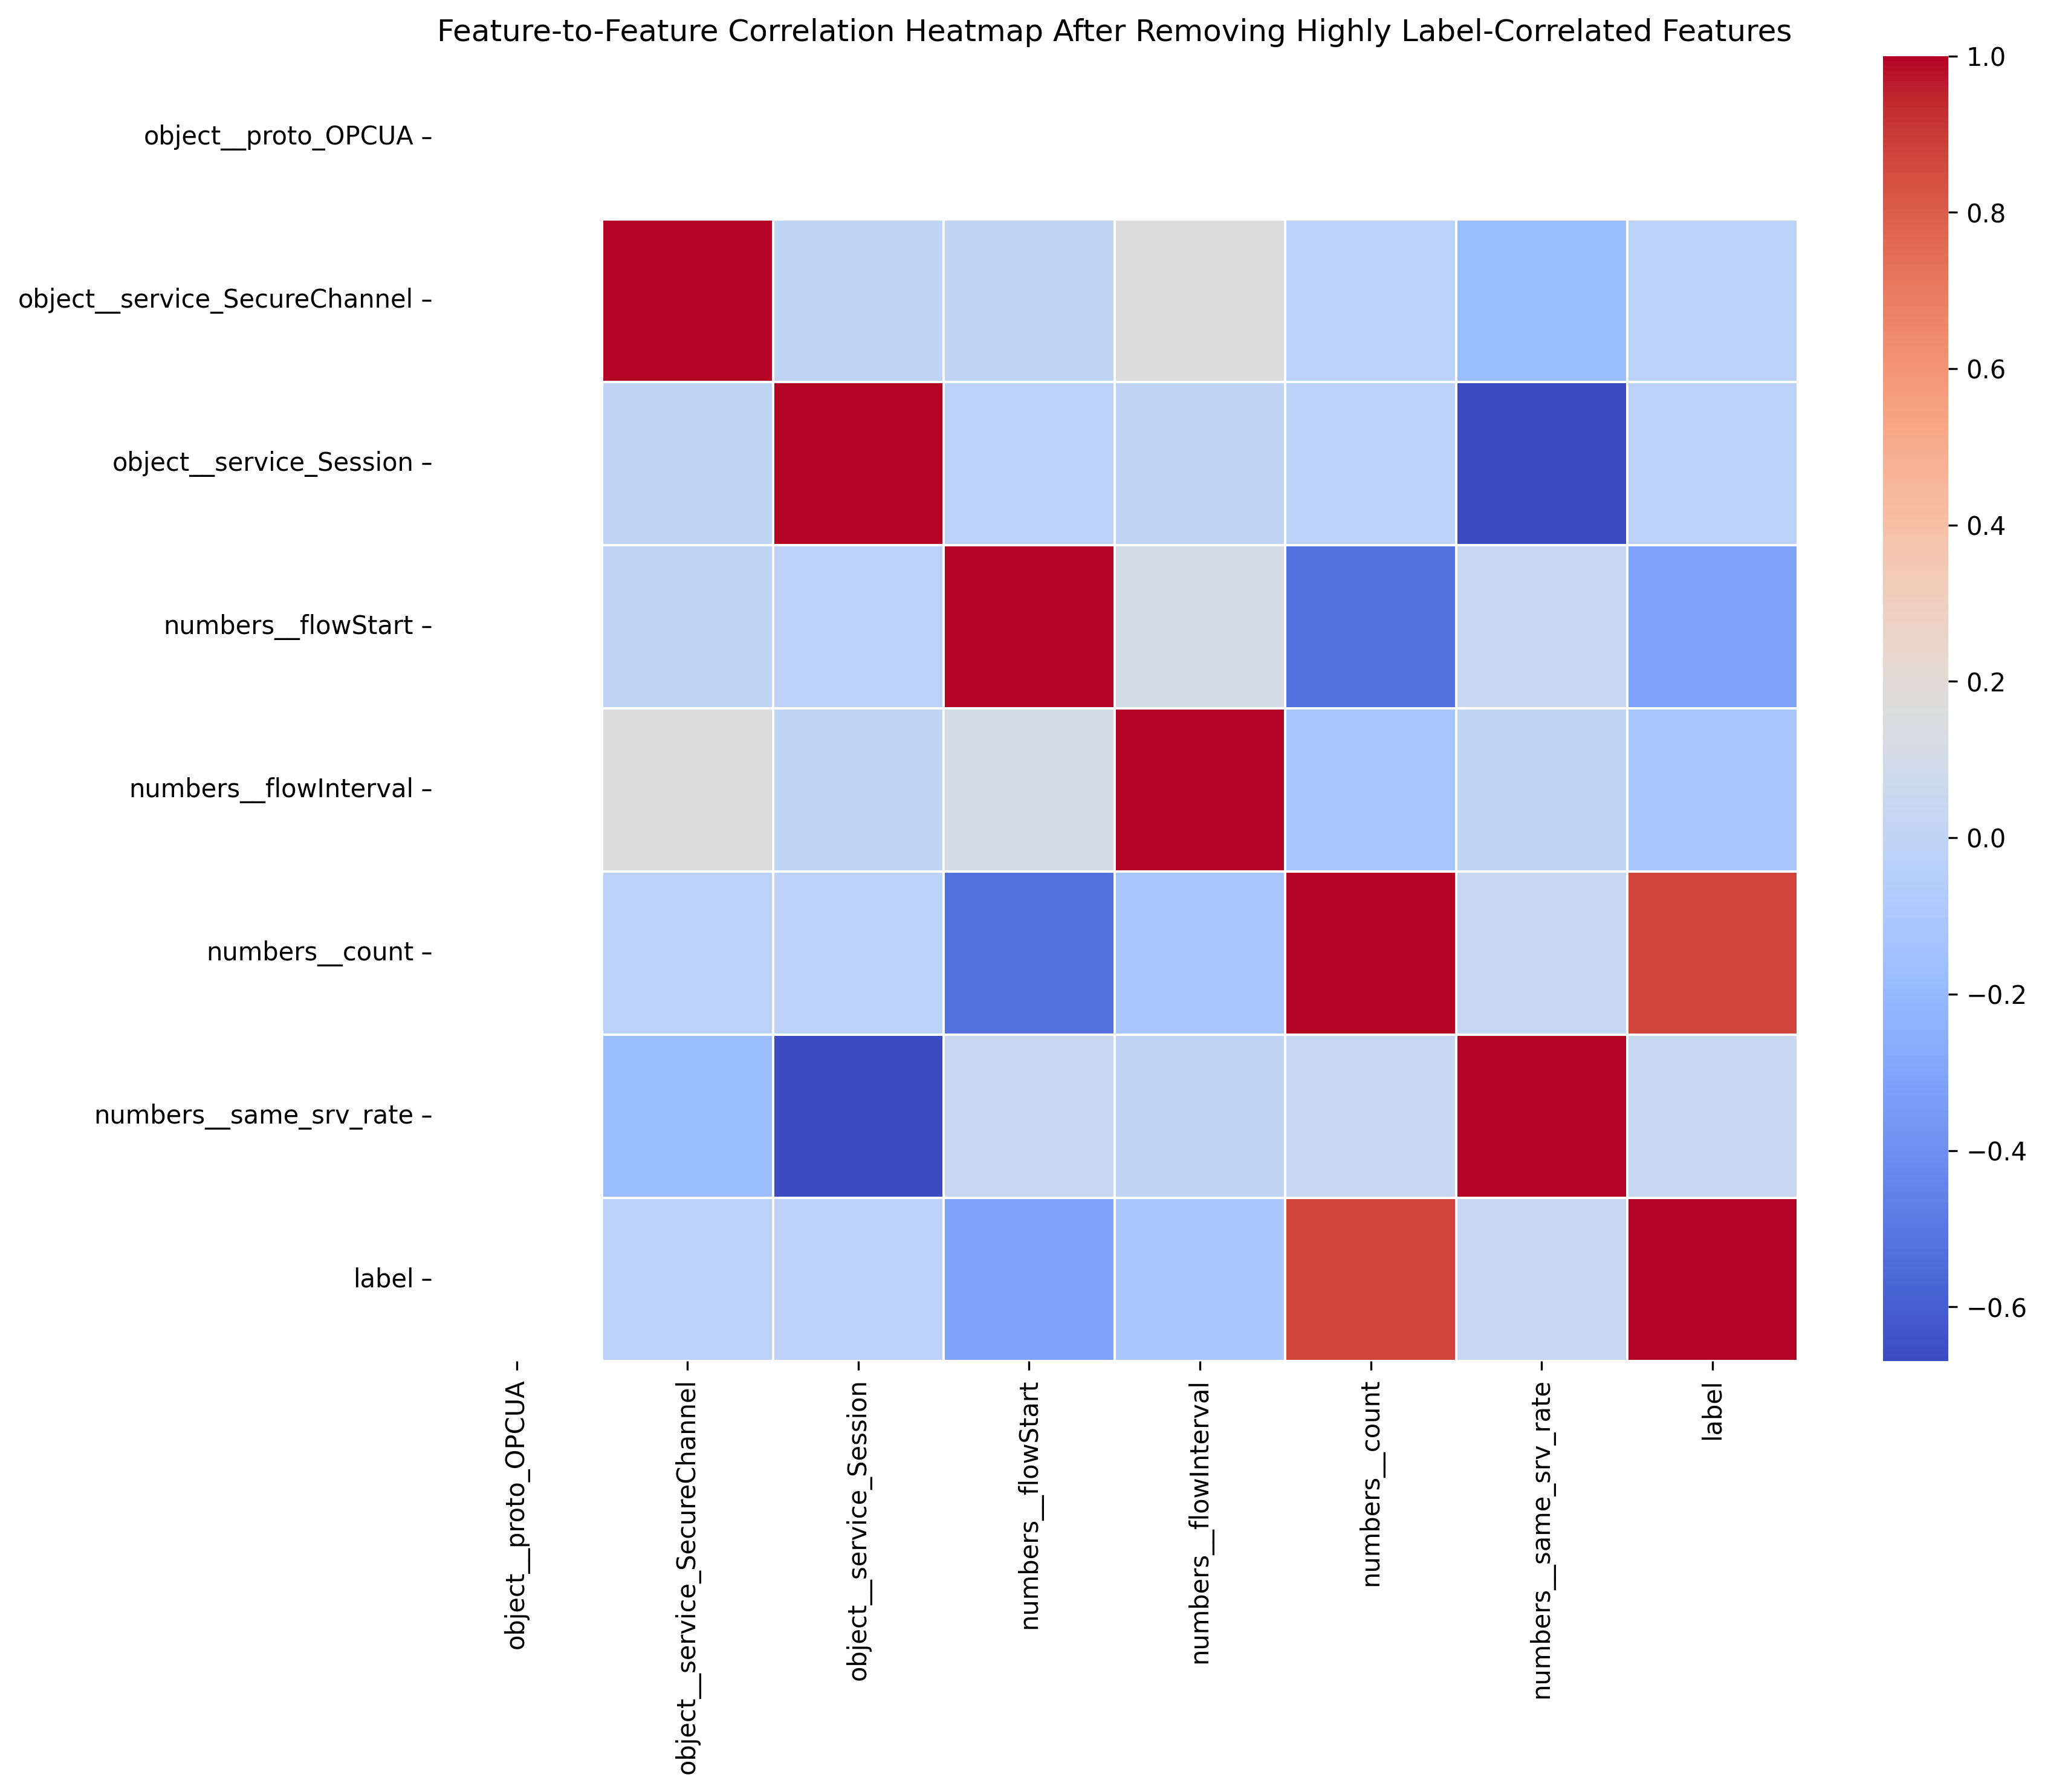 Feature-to-Feature Correlation Heatmap After Removing Highly Label-Correlated Features
object__proto_OPCUA
object__service_SecureChannel
object__service_Session
numbers__flowStart
numbers__flowInterval
numbers__count
numbers__same_srv_rate
label
object__proto_OPCUA
object__service_SecureChannel
object__service_Session
numbers__flowStart
numbers__flowInterval
numbers__count
numbers__same_srv_rate
label
1.0
0.8
0.6
0.4
0.2
0.0
−0.2
−0.4
−0.6